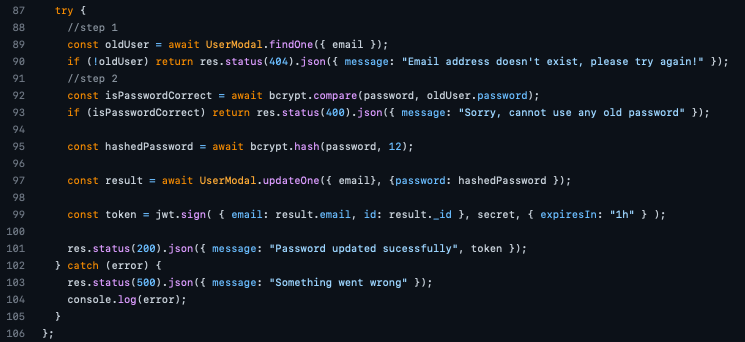 87 try {
88 //step 1
89 const oldUser = await UserModal.findOne({ email });
90 if (!oldUser) return res.status(404).json({ message: "Email address doesn't exist, please try again!" });
91 //step 2
92 const isPasswordCorrect = await bcrypt.compare(password, oldUser.password);
93 if (isPasswordCorrect) return res.status(400).json({ message: "Sorry, cannot use any old password" });
94
95 const hashedPassword = await bcrypt.hash(password, 12);
96
97 const result = await UserModal.updateOne({ email}, {password: hashedPassword });
98
99 const token = jwt.sign( { email: result.email, id: result._id }, secret, { expiresIn: "1h" } );
100
101 res.status(200).json({ message: "Password updated sucessfully", token });
102 } catch (error) {
103 res.status(500).json({ message: "Something went wrong" });
104 console.log(error);
105 }
106 };